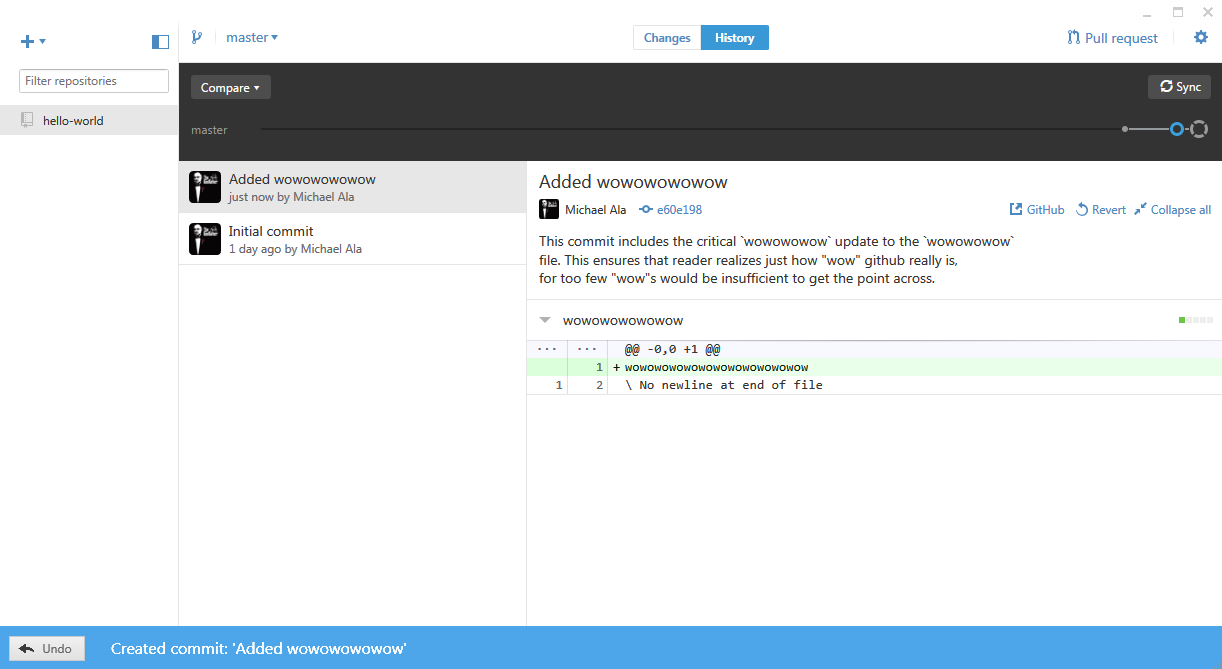 master
Changes
History
Pull request
Filter repositories
hello-world
Compare
Sync
master
Added wowowowowow
just now by Michael Ala
Initial commit
1 day ago by Michael Ala
Added wowowowowow
Michael Ala
e60e198
GitHub
Revert
Collapse all
This commit includes the critical `wowowowow` update to the `wowowowow`
file. This ensures that reader realizes just how "wow" github really is,
for too few "wow"s would be insufficient to get the point across.
wowowowowowow
... ... @@ -0,0 +1 @@
1 + wowowowowowowowowowowowow
1 2 \ No newline at end of file
Undo
Created commit: 'Added wowowowowow'